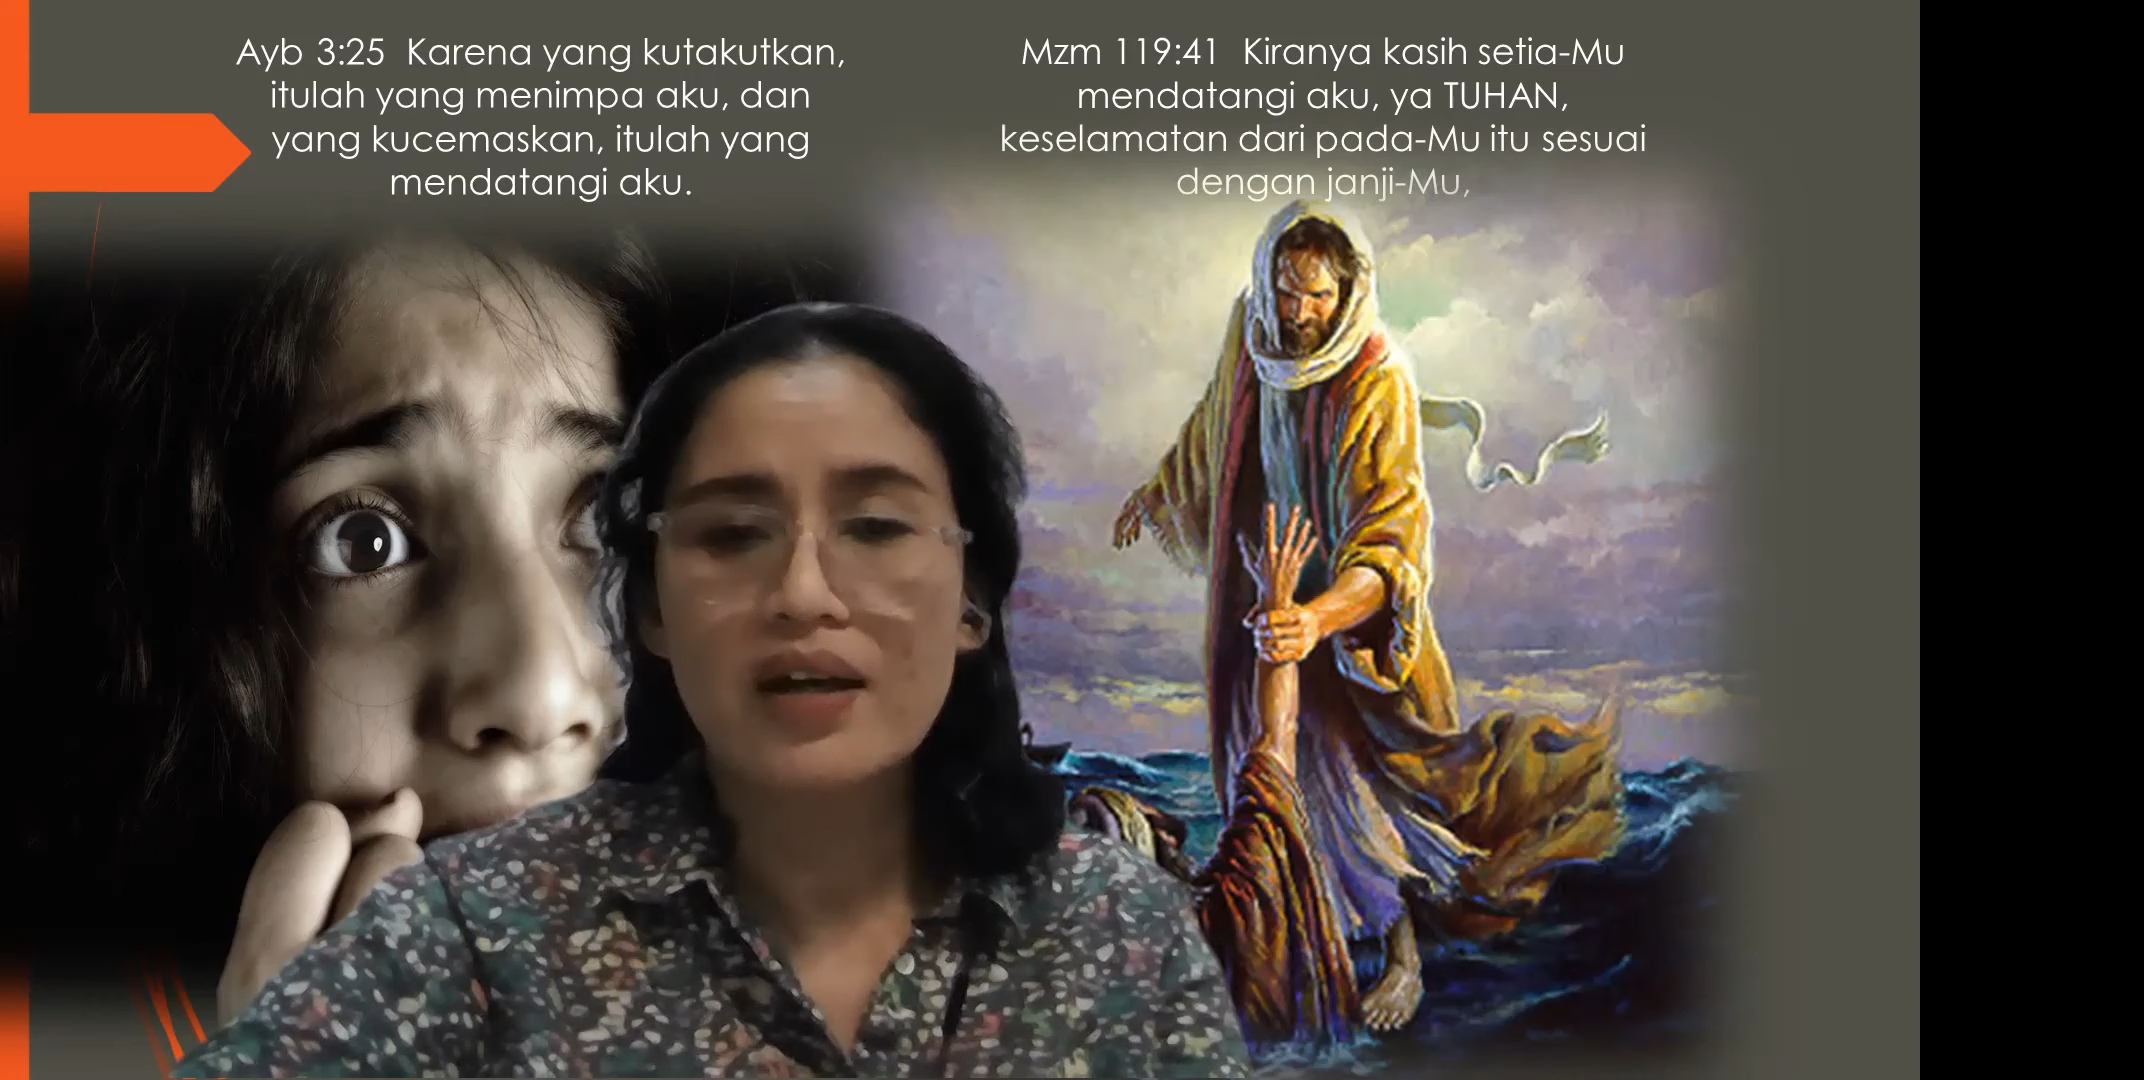 Ayb 3:25  Karena yang kutakutkan,
itulah yang menimpa aku, dan
yang kucemaskan, itulah yang
mendatangi aku.
Mzm 119:41  Kiranya kasih setia-Mu
mendatangi aku, ya TUHAN,
keselamatan dari pada-Mu itu sesuai
dengan janji-Mu,